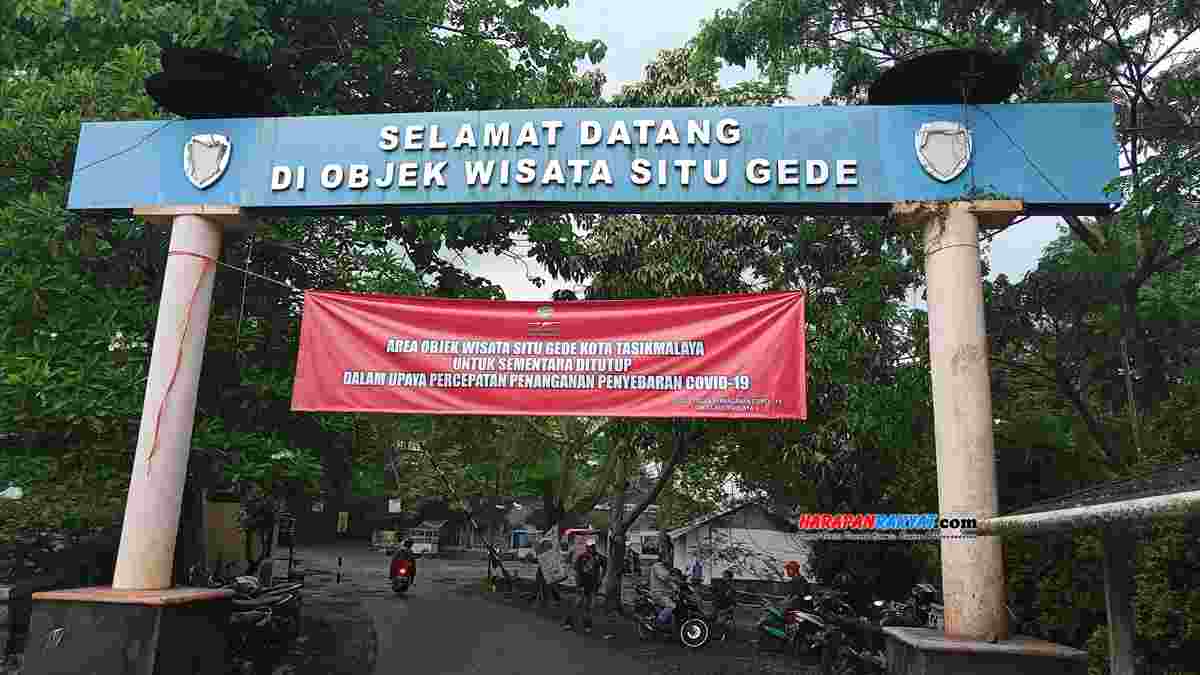 SELAMAT DATANG
DI OBJEK WISATA SITU GEDE
AREA OBJEK WISATA SITU GEDE KOTA TASIKMALAYA
UNTUK SEMENTARA DITUTUP
DALAM UPAYA PERCEPATAN PENANGANAN PENYEBARAN COVID-19
HARAPANRAKYAT.com